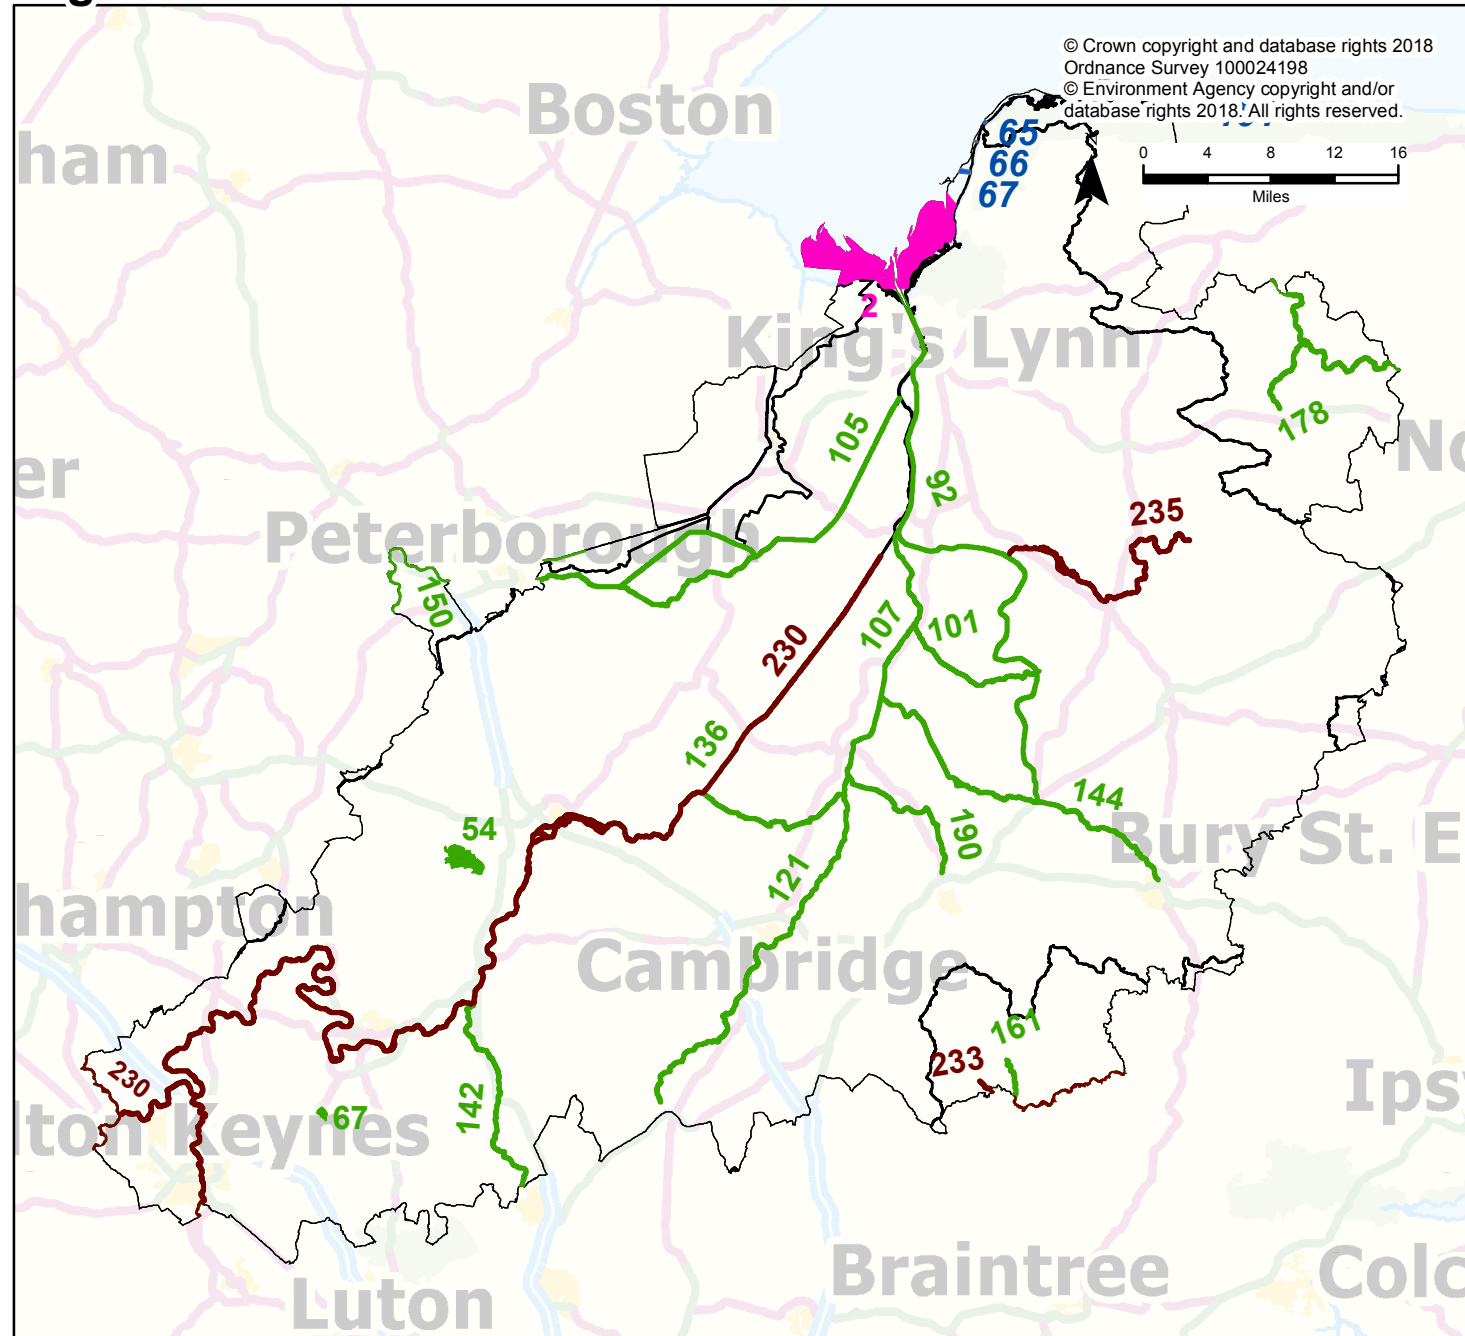 © Crown copyright and database rights 2018
Ordnance Survey 100024198
© Environment Agency copyright and/or
database rights 2018. All rights reserved.
0 4 8 12 16
Miles
Boston
ham
65
66
67
2
King's Lynn
178
105
No
er
92
235
Peterborough
150
107
101
230
136
54
144
190
Bury St. E
121
hampton
Cambridge
161
233
230
142
67
lton Keynes
Ips
Braintree
Colc
Luton